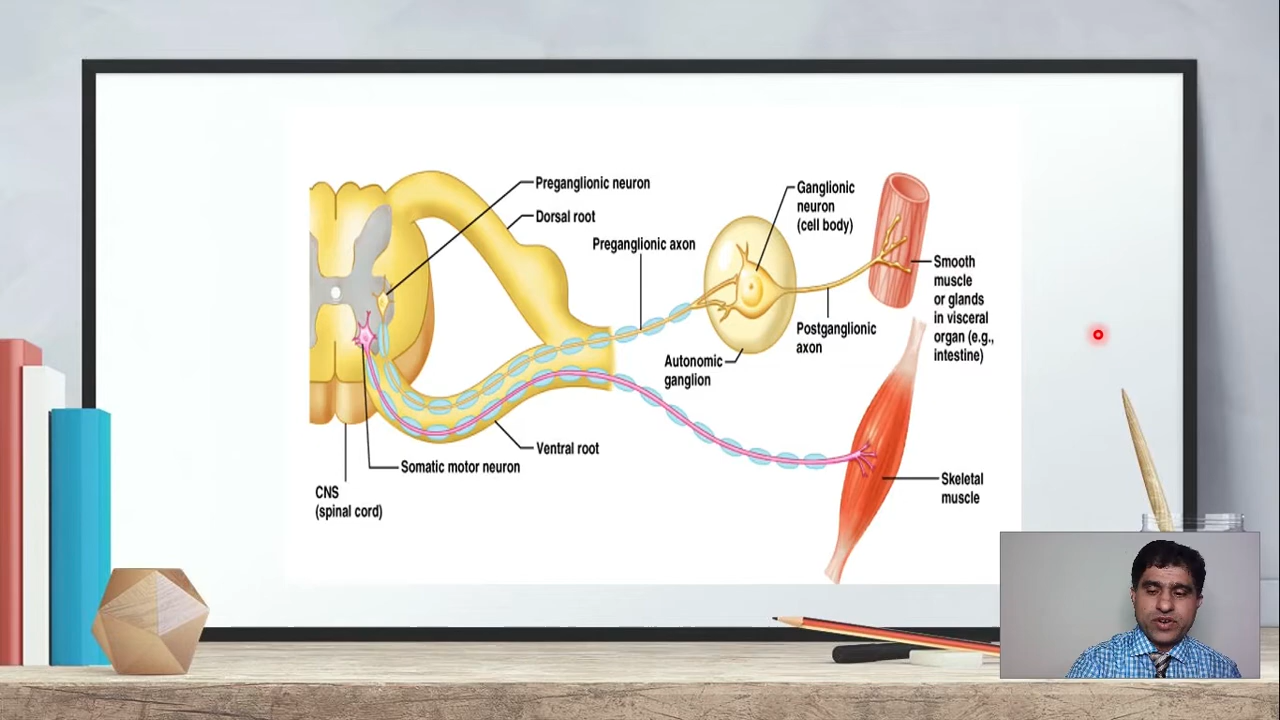 Preganglionic neuron
Dorsal root
Preganglionic axon
Ganglionic
neuron
(cell body)
Smooth
muscle
or glands
in visceral
organ (e.g.,
intestine)
Postganglionic
axon
Autonomic
ganglion
Ventral root
Somatic motor neuron
CNS
(spinal cord)
Skeletal
muscle